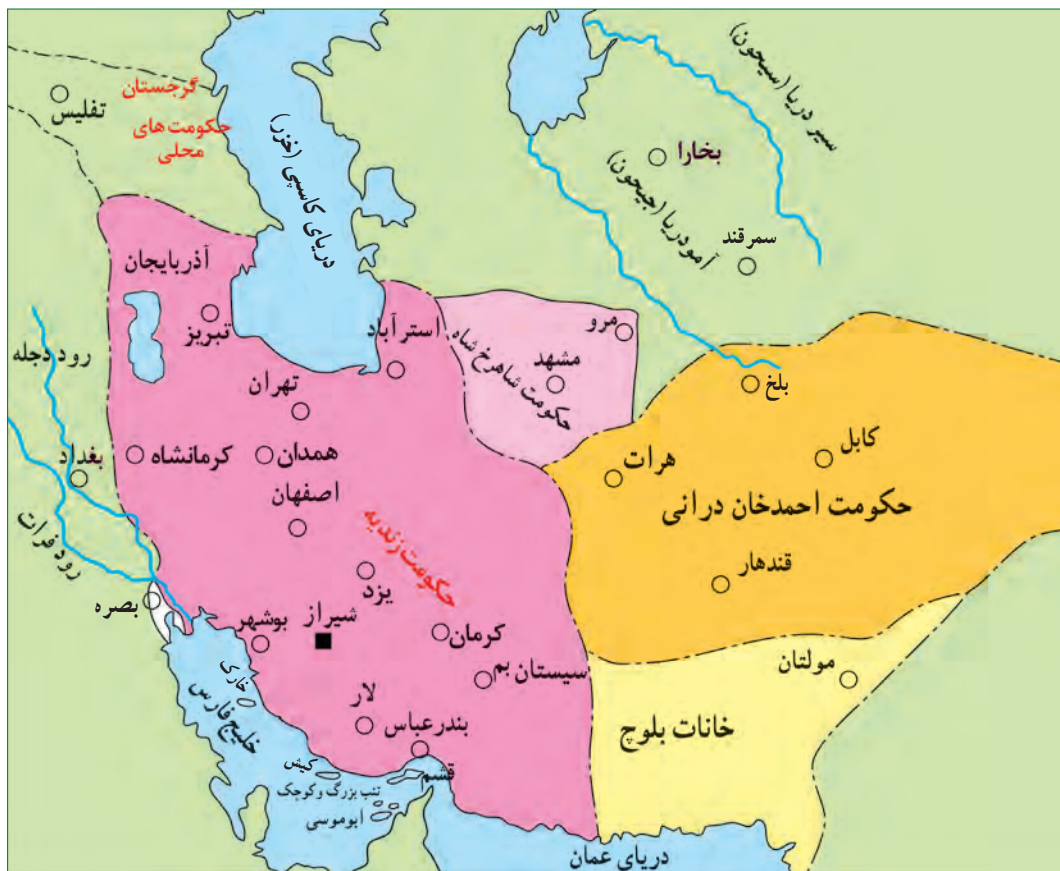 تفلیس
گرجستان
حکومت های
محلی
دریای کاسپی (خزر)
سیر دریا (سیحون)
بخارا
آمودریا (جیحون)
سمرقند
آذربایجان
تبریز
استرآباد
حکومت شاهرخ شاه
مرو
مشهد
رود دجله
تهران
بلخ
بغداد
کرمانشاه
همدان
هرات
کابل
اصفهان
حکومت احمدخان درانی
رود فرات
حکومت زندیه
یزد
قندهار
بصره
بوشهر
شیراز
کرمان
سیستان بم
مولتان
خارک
خلیج فارس
لار
بندرعباس
خانات بلوچ
کیش
قشم
تنب بزرگ وکوچک
ابوموسی
دریای عمان